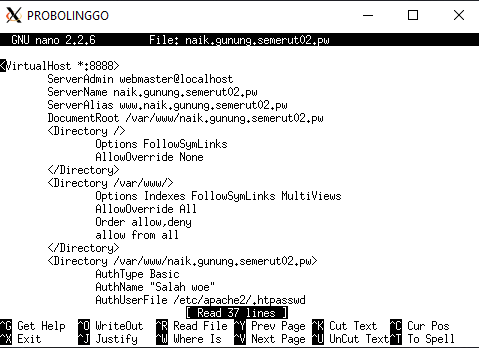 PROBOLINGGO
GNU nano 2.2.6 File: naik.gunung.semerut02.pw
<VirtualHost *:8888>
ServerAdmin webmaster@localhost
ServerName naik.gunung.semerut02.pw
ServerAlias www.naik.gunung.semerut02.pw
DocumentRoot /var/www/naik.gunung.semerut02.pw
<Directory />
Options FollowSymLinks
AllowOverride None
</Directory>
<Directory /var/www/>
Options Indexes FollowSymLinks MultiViews
AllowOverride All
Order allow,deny
allow from all
</Directory>
<Directory /var/www/naik.gunung.semerut02.pw>
AuthType Basic
AuthName "Salah woe"
AuthUserFile /etc/apache2/.htpasswd
[ Read 37 lines ]
^G Get Help ^O WriteOut ^R Read File ^Y Prev Page ^K Cut Text ^C Cur Pos
^X Exit ^J Justify ^W Where Is ^V Next Page ^U UnCut Text ^T To Spell